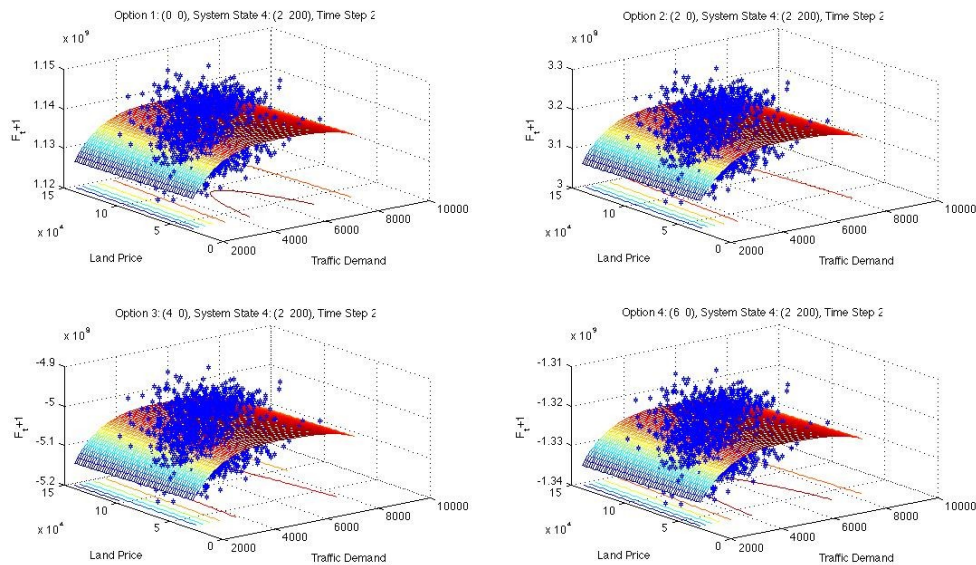 Option 1: (0 0), System State 4: (2 200), Time Step 2
x 10^9
1.15
1.14
1.13
1.12
F_t+1
15
10
5
0
x 10^4
Land Price
2000
4000
6000
8000
10000
Traffic Demand
Option 2: (2 0), System State 4: (2 200), Time Step 2
x 10^9
3.3
3.2
3.1
3
F_t+1
15
10
5
0
x 10^4
Land Price
2000
4000
6000
8000
10000
Traffic Demand
Option 3: (4 0), System State 4: (2 200), Time Step 2
x 10^9
-4.9
-5
-5.1
-5.2
F_t+1
15
10
5
0
x 10^4
Land Price
2000
4000
6000
8000
10000
Traffic Demand
Option 4: (6 0), System State 4: (2 200), Time Step 2
x 10^9
-1.31
-1.32
-1.33
-1.34
F_t+1
15
10
5
0
x 10^4
Land Price
2000
4000
6000
8000
10000
Traffic Demand